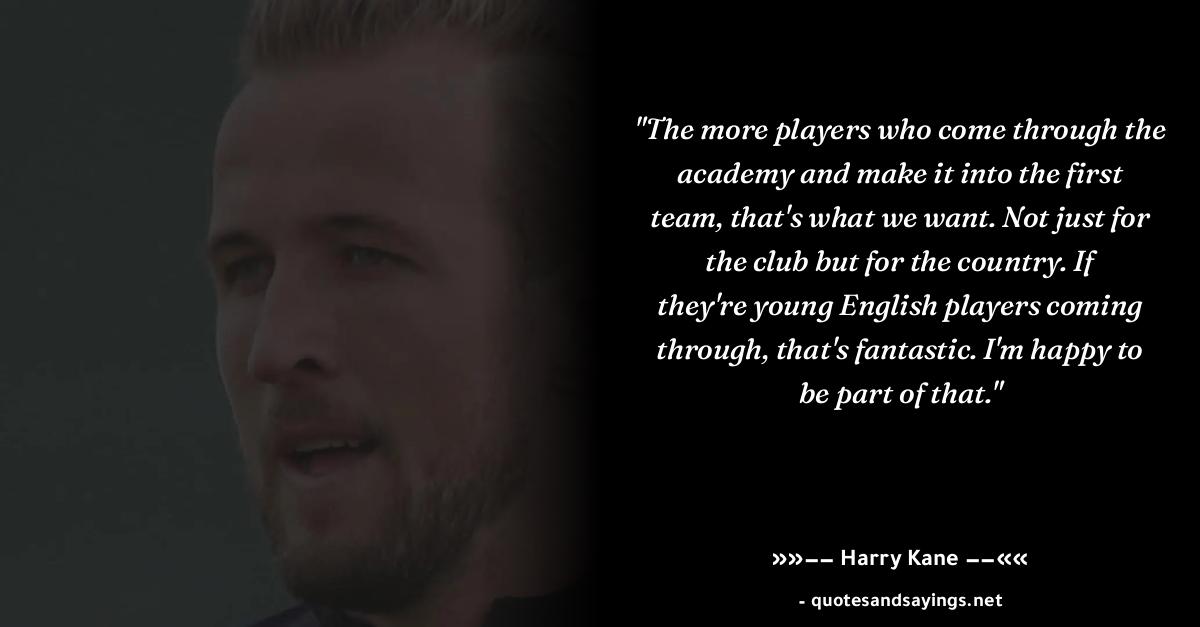 "The more players who come through the
academy and make it into the first
team, that's what we want. Not just for
the club but for the country. If
they're young English players coming
through, that's fantastic. I'm happy to
be part of that."
»»–– Harry Kane ––««
- quotesandsayings.net